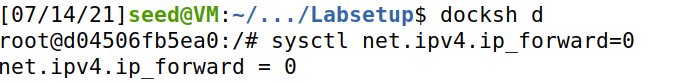 [07/14/21]seed@VM:~/.../Labsetup$ docksh d
root@d04506fb5ea0:/# sysctl net.ipv4.ip_forward=0
net.ipv4.ip_forward = 0